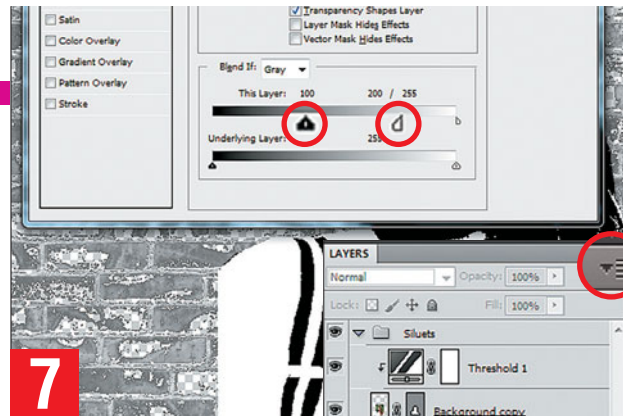 Transparency Shapes Layer
Satin
Layer Mask Hides Effects
Vector Mask Hides Effects
Color Overlay
Gradient Overlay
Blend If: Gray
Pattern Overlay
This Layer: 100 200 / 255
Stroke
Underlying Layer: 255
LAYERS
Normal Opacity: 100%
Lock: Fill: 100%
Siluets
Threshold 1
Background copy
7